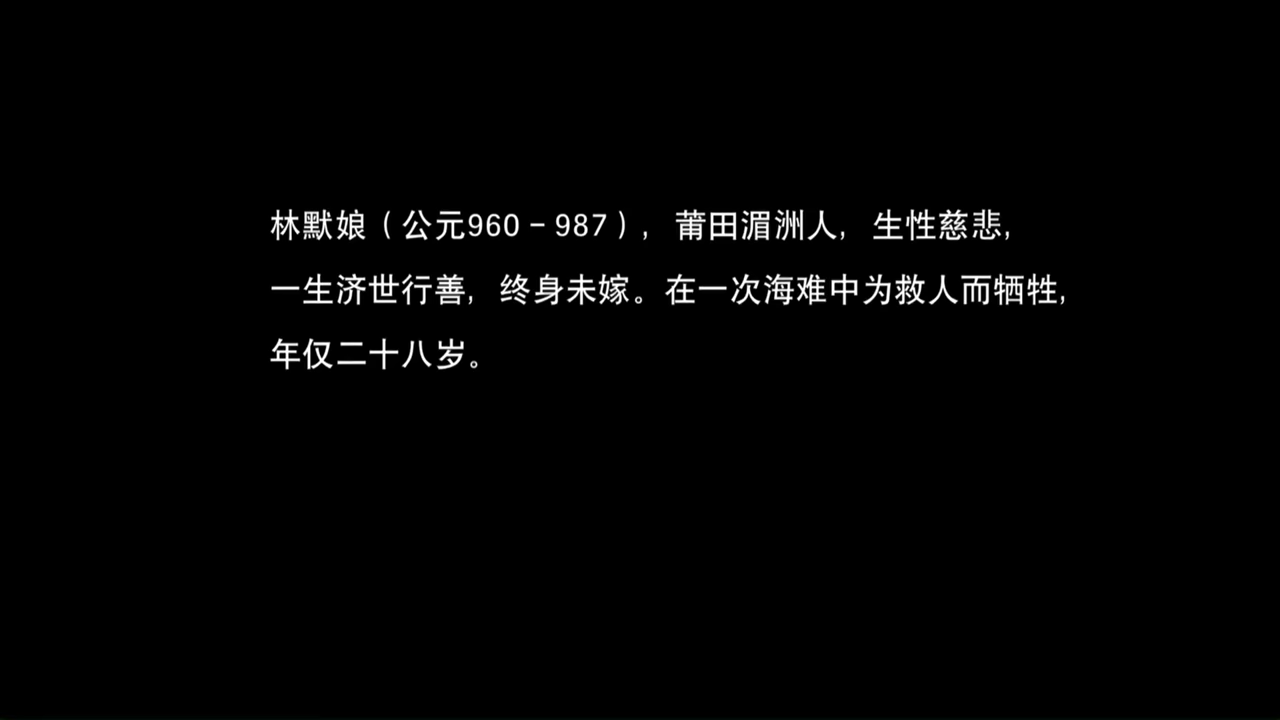 林默娘（公元960－987），莆田湄洲人，生性慈悲，
一生济世行善，终身未嫁。在一次海难中为救人而牺牲，
年仅二十八岁。